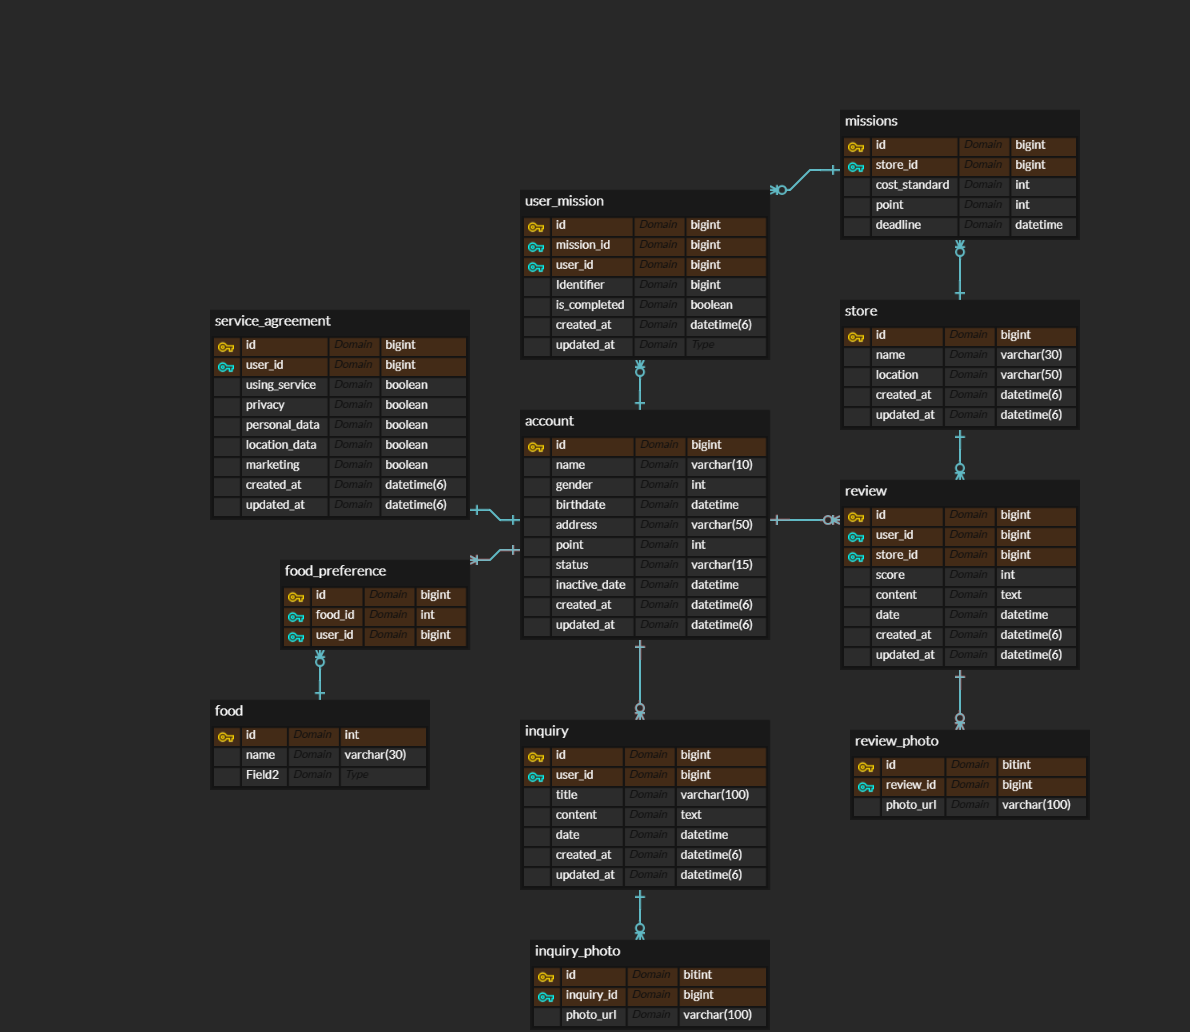 missions
id Domain bigint
store_id Domain bigint
cost_standard Domain int
point Domain int
deadline Domain datetime
user_mission
id Domain bigint
mission_id Domain bigint
user_id Domain bigint
Identifier Domain bigint
is_completed Domain boolean
created_at Domain datetime(6)
updated_at Domain Type
store
id Domain bigint
name Domain varchar(30)
location Domain varchar(50)
created_at Domain datetime(6)
updated_at Domain datetime(6)
service_agreement
id Domain bigint
user_id Domain bigint
using_service Domain boolean
privacy Domain boolean
personal_data Domain boolean
location_data Domain boolean
marketing Domain boolean
created_at Domain datetime(6)
updated_at Domain datetime(6)
account
id Domain bigint
name Domain varchar(10)
gender Domain int
birthdate Domain datetime
address Domain varchar(50)
point Domain int
status Domain varchar(15)
inactive_date Domain datetime
created_at Domain datetime(6)
updated_at Domain datetime(6)
review
id Domain bigint
user_id Domain bigint
store_id Domain bigint
score Domain int
content Domain text
date Domain datetime
created_at Domain datetime(6)
updated_at Domain datetime(6)
food_preference
id Domain bigint
food_id Domain int
user_id Domain bigint
food
id Domain int
name Domain varchar(30)
Field2 Domain Type
inquiry
id Domain bigint
user_id Domain bigint
title Domain varchar(100)
content Domain text
date Domain datetime
created_at Domain datetime(6)
updated_at Domain datetime(6)
review_photo
id Domain bitint
review_id Domain bigint
photo_url Domain varchar(100)
inquiry_photo
id Domain bitint
inquiry_id Domain bigint
photo_url Domain varchar(100)